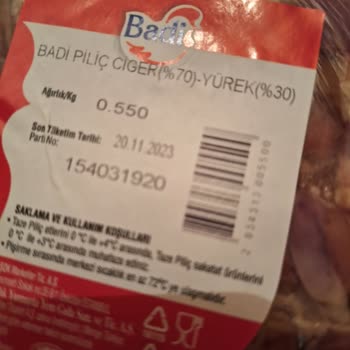 Badi
BADI PİLİÇ CİĞER(%70)-YÜREK(%30)
Ağırlık/Kg
0.550
Son Tüketim Tarihi: 20.11.2023
Parti No:
154031920
SAKLAMA VE KULLANIM KOŞULLARI
• Taze Piliç etlerini 0 °C ile +4°C arasında, Taze Piliç sakatat ürünlerini
0 °C ile +3°C arasında muhafaza ediniz.
• Pişirme sırasında merkezi sıcaklık en az 72°C ye ulaşmalıdır.